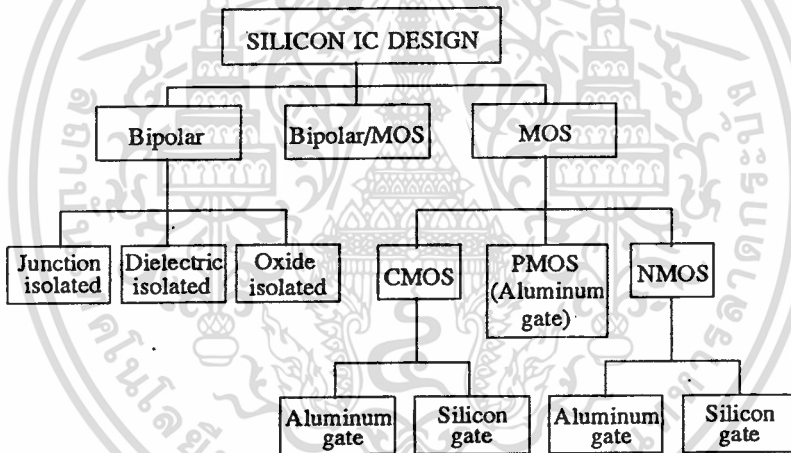 SILICON IC DESIGN
Bipolar
Bipolar/MOS
MOS
Junction
isolated
Dielectric
isolated
Oxide
isolated
CMOS
PMOS
(Aluminum
gate)
NMOS
Aluminum
gate
Silicon
gate
Aluminum
gate
Silicon
gate